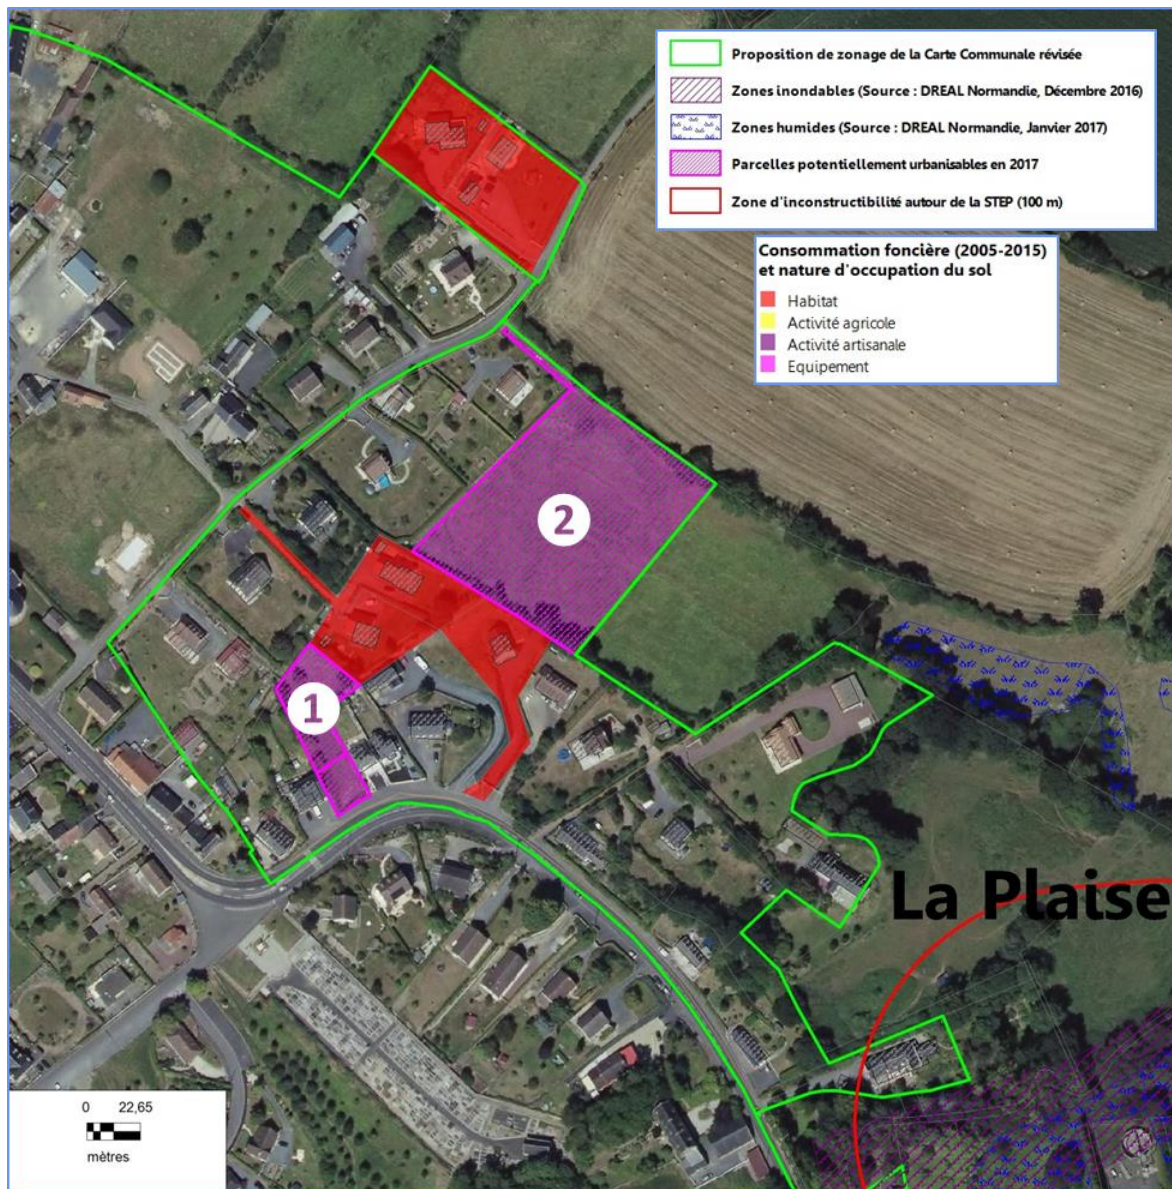 Proposition de zonage de la Carte Communale révisée
Zones inondables (Source : DREAL Normandie, Décembre 2016)
Zones humides (Source : DREAL Normandie, Janvier 2017)
Parcelles potentiellement urbanisables en 2017
Zone d'inconstructibilité autour de la STEP (100 m)
Consommation foncière (2005-2015)
et nature d'occupation du sol
Habitat
Activité agricole
Activité artisanale
Equipement
2
1
La Plaise
0 22,65
mètres